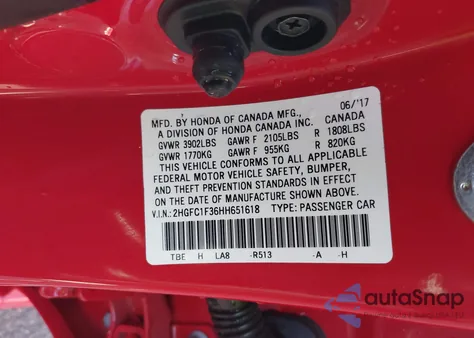 MFD. BY HONDA OF CANADA MFG., 06/'17
A DIVISION OF HONDA CANADA INC. CANADA
GVWR 3902LBS GAWR F 2105LBS R 1808LBS
GVWR 1770KG GAWR F 955KG R 820KG
THIS VEHICLE CONFORMS TO ALL APPLICABLE
FEDERAL MOTOR VEHICLE SAFETY, BUMPER,
AND THEFT PREVENTION STANDARDS IN EFFECT
ON THE DATE OF MANUFACTURE SHOWN ABOVE.
V.I.N.: 2HGFC1F36HH651618 TYPE: PASSENGER CAR
TBE H LA8 -R513 -A -H
autoSnap